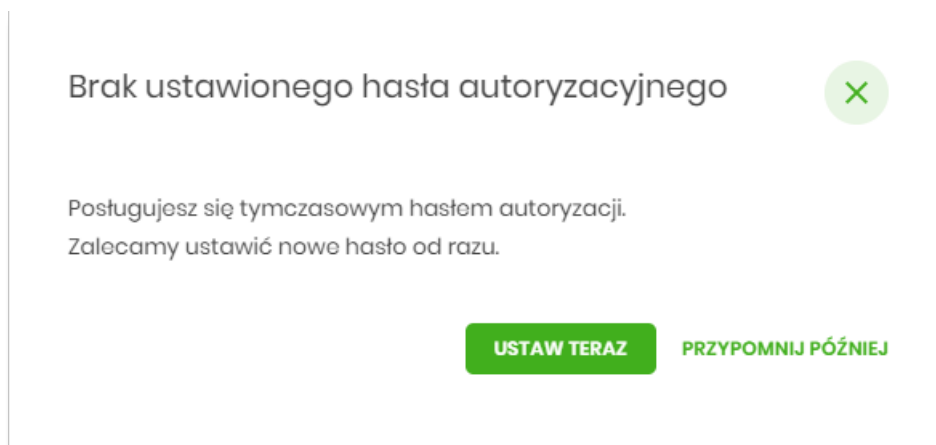 Brak ustawionego hasła autoryzacyjnego
Posługujesz się tymczasowym hasłem autoryzacji.
Zalecamy ustawić nowe hasło od razu.
USTAW TERAZ PRZYPOMNIJ PÓŹNIEJ